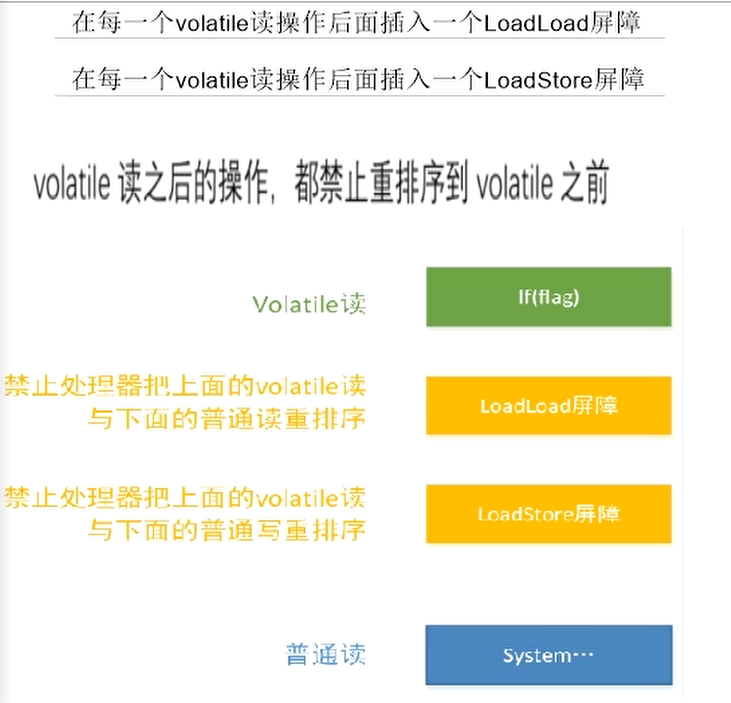 在每一个volatile读操作后面插入一个LoadLoad屏障
在每一个volatile读操作后面插入一个LoadStore屏障
volatile 读之后的操作，都禁止重排序到 volatile 之前
Volatile读
If(flag)
禁止处理器把上面的volatile读
与下面的普通读重排序
LoadLoad屏障
禁止处理器把上面的volatile读
与下面的普通写重排序
LoadStore屏障
普通读
System…